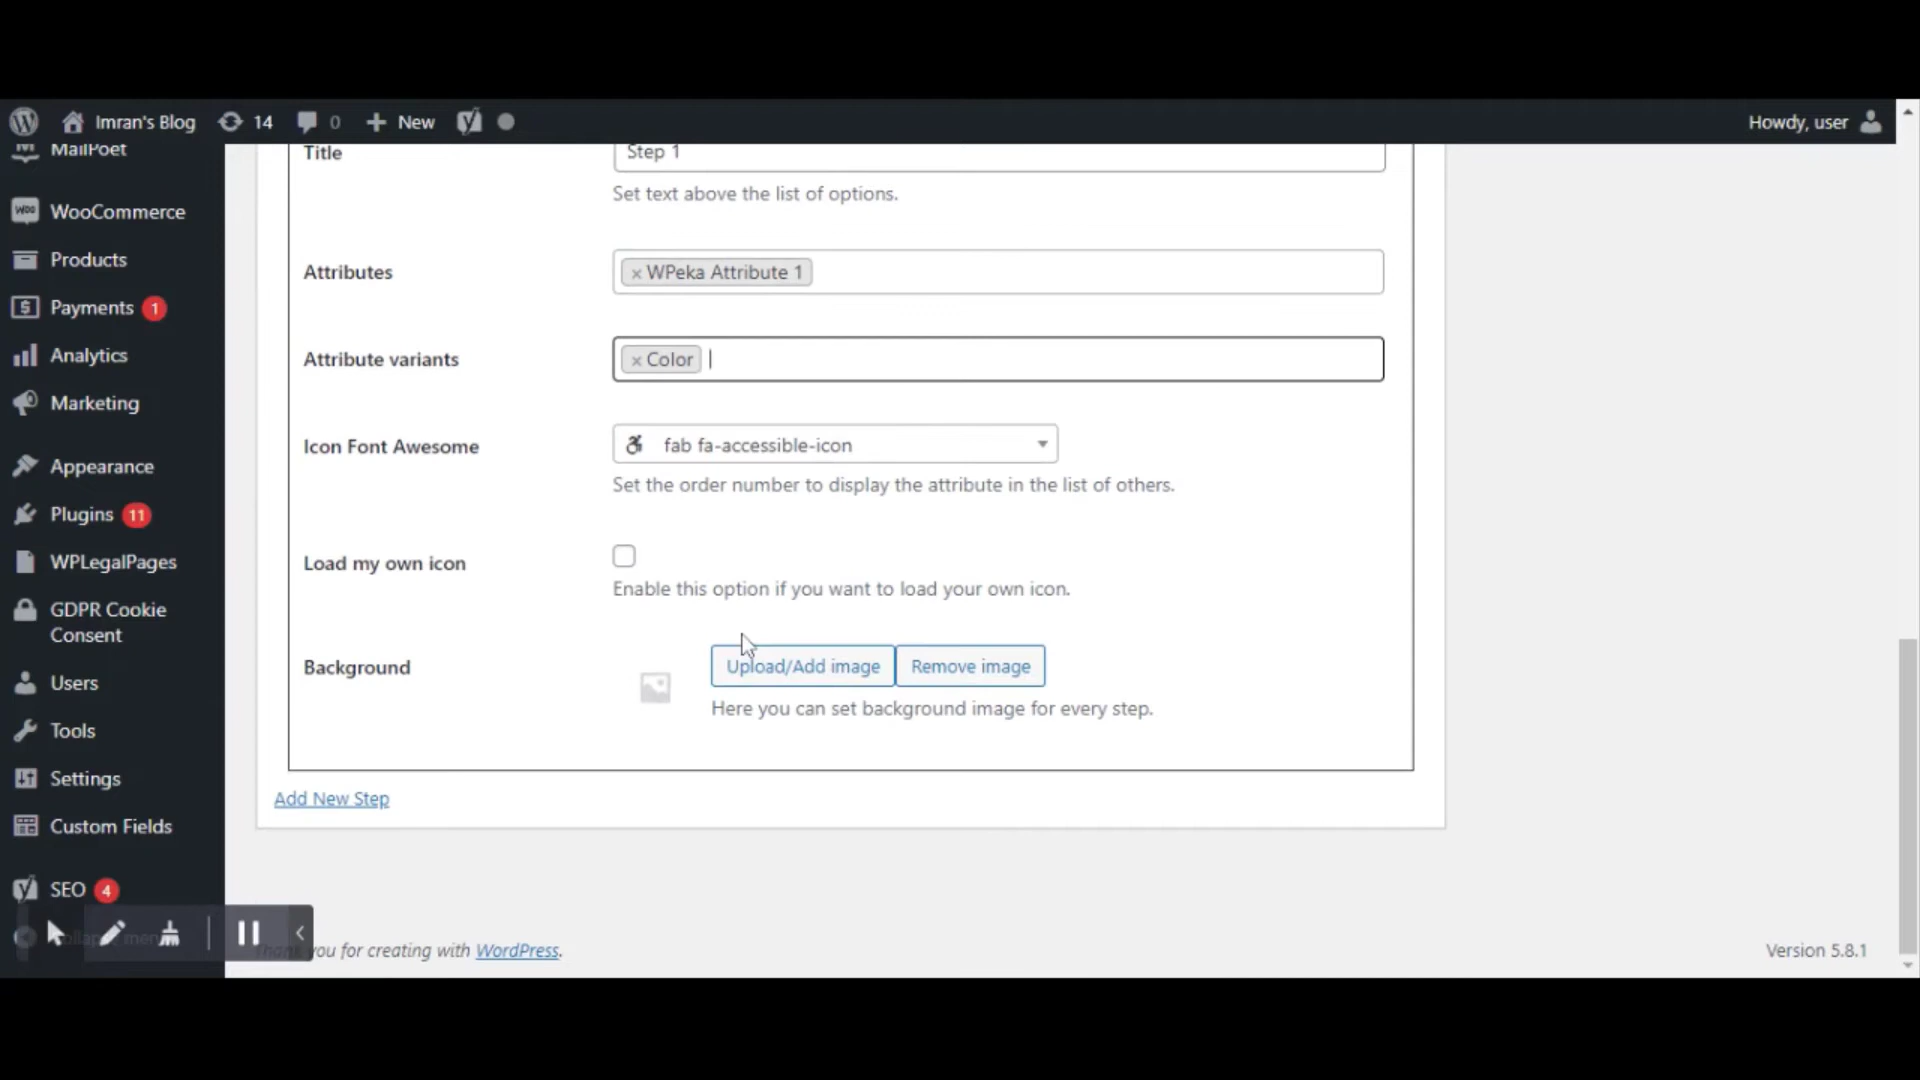 Imran's Blog 14 0 New Howdy, user
MailPoet
WooCommerce
Products
Payments 1
Analytics
Marketing
Appearance
Plugins 11
WPLegalPages
GDPR Cookie
Consent
Users
Tools
Settings
Custom Fields
SEO 4
Title Step 1
Set text above the list of options.
Attributes × WPeka Attribute 1
Attribute variants × Color
Icon Font Awesome fab fa-accessible-icon
Set the order number to display the attribute in the list of others.
Load my own icon
Enable this option if you want to load your own icon.
Background Upload/Add image Remove image
Here you can set background image for every step.
Add New Step
Thank you for creating with WordPress.
Version 5.8.1